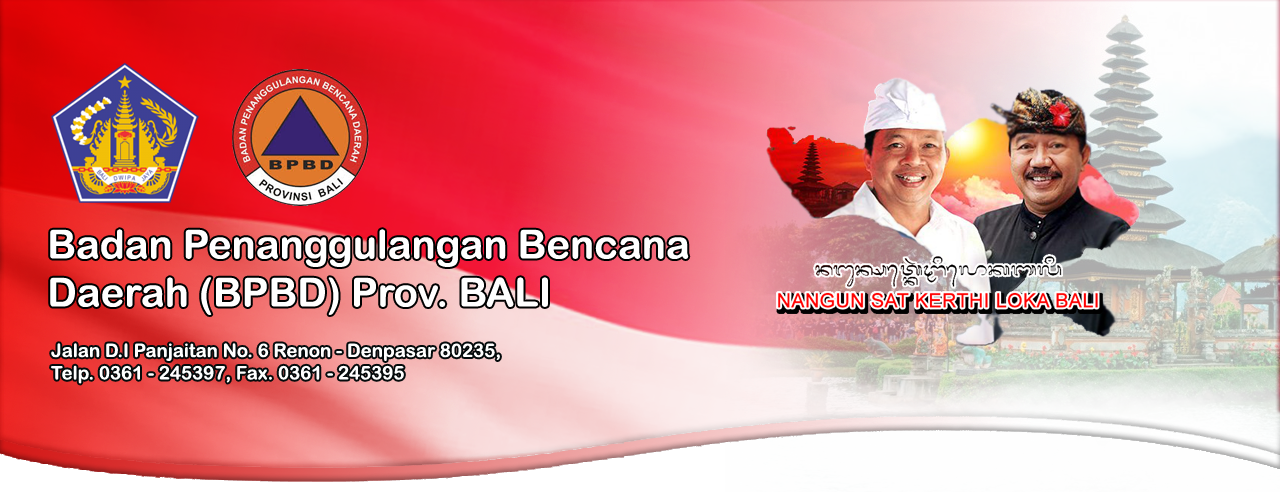 BALI DWIPA JAYA
BADAN PENANGGULANGAN BENCANA DAERAH
BPBD
PROVINSI BALI
Badan Penanggulangan Bencana
Daerah (BPBD) Prov. BALI
Jalan D.I Panjaitan No. 6 Renon - Denpasar 80235,
Telp. 0361 - 245397, Fax. 0361 - 245395
NANGUN SAT KERTHI LOKA BALI